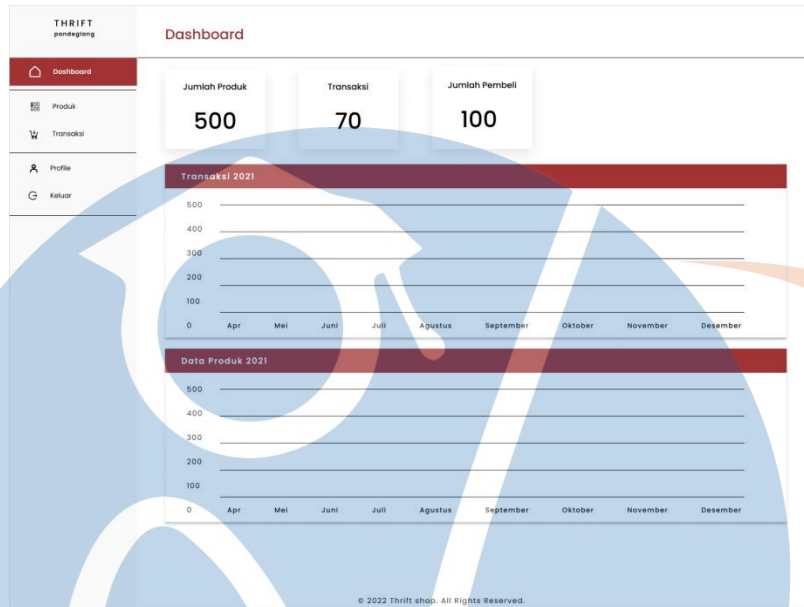 THRIFT
pandeglang
Dashboard
Produk
Transaksi
Profile
Keluar
Dashboard
Jumlah Produk
500
Transaksi
70
Jumlah Pembeli
100
Transaksi 2021
500
400
300
200
100
0 Apr Mei Juni Juli Agustus September Oktober November Desember
Data Produk 2021
500
400
300
200
100
0 Apr Mei Juni Juli Agustus September Oktober November Desember
© 2022 Thrift shop. All Rights Reserved.